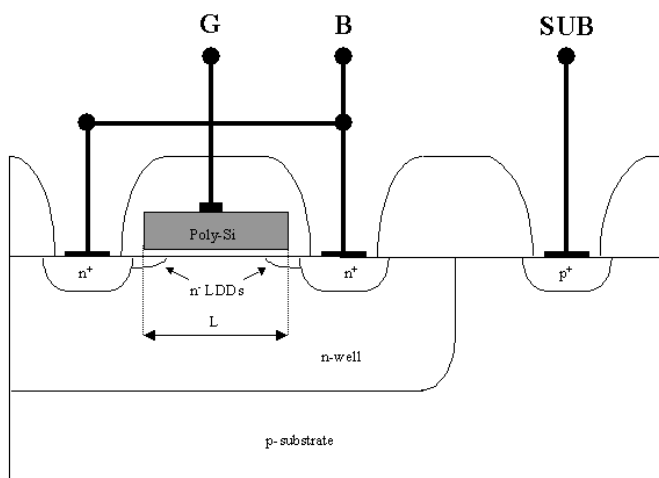 G B SUB
Poly-Si
n⁺ n⁺ p⁺
n⁻ LDDs
L
n-well
p-substrate